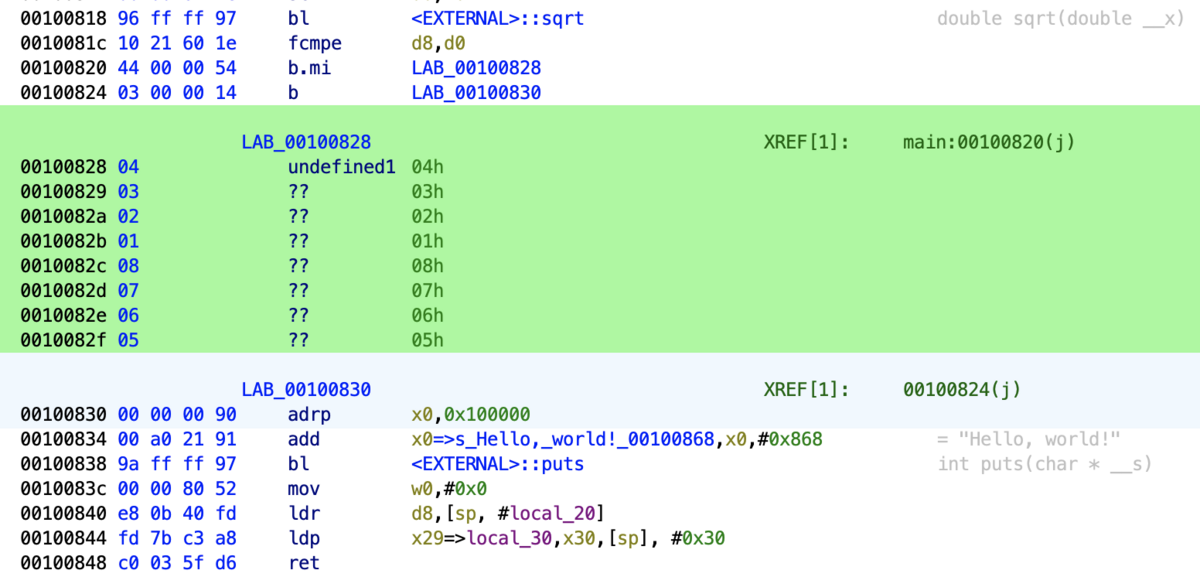 00100818 96 ff ff 97 bl <EXTERNAL>::sqrt double sqrt(double __x)
0010081c 10 21 60 1e fcmpe d8,d0
00100820 44 00 00 54 b.mi LAB_00100828
00100824 03 00 00 14 b LAB_00100830
LAB_00100828 XREF[1]: main:00100820(j)
00100828 04 undefined1 04h
00100829 03 ?? 03h
0010082a 02 ?? 02h
0010082b 01 ?? 01h
0010082c 08 ?? 08h
0010082d 07 ?? 07h
0010082e 06 ?? 06h
0010082f 05 ?? 05h
LAB_00100830 XREF[1]: 00100824(j)
00100830 00 00 00 90 adrp x0,0x100000
00100834 00 a0 21 91 add x0=>s_Hello,_world!_00100868,x0,#0x868 = "Hello, world!"
00100838 9a ff ff 97 bl <EXTERNAL>::puts int puts(char * __s)
0010083c 00 00 80 52 mov w0,#0x0
00100840 e8 0b 40 fd ldr d8,[sp, #local_20]
00100844 fd 7b c3 a8 ldp x29=>local_30,x30,[sp], #0x30
00100848 c0 03 5f d6 ret